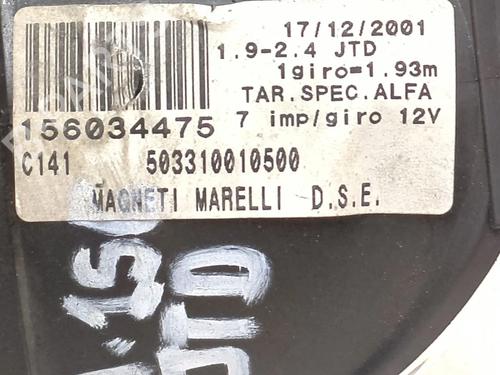 17/12/2001
1.9-2.4 JTD
1giro=1.93m
TAR.SPEC.ALFA
156034475 7 imp/giro 12V
C141 503310010500
MAGNETI MARELLI D.S.E.
JTD